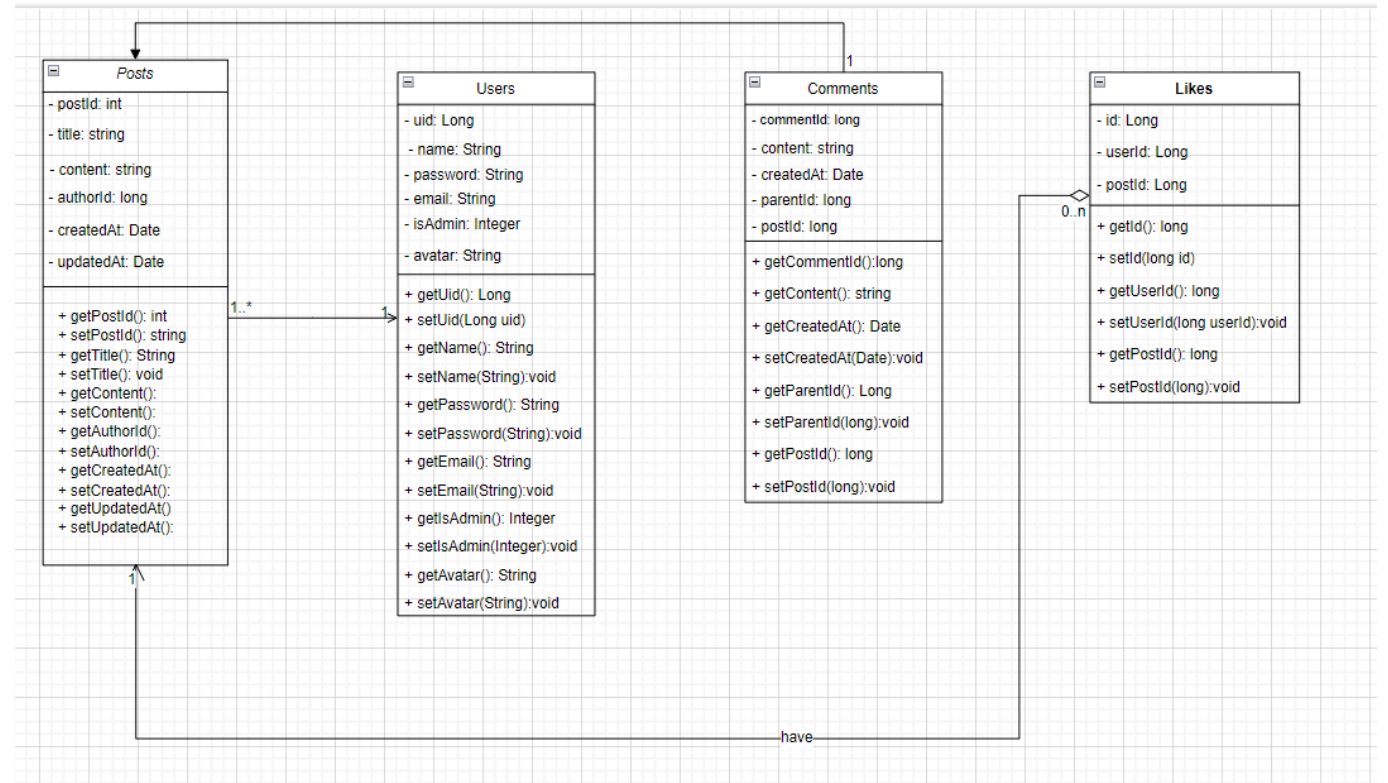 Posts
- postId: int
- title: string
- content: string
- authorId: long
- createdAt: Date
- updatedAt: Date
+ getPostId(): int
+ setPostId(): string
+ getTitle(): String
+ setTitle(): void
+ getContent():
+ setContent():
+ getAuthorId():
+ setAuthorId():
+ getCreatedAt():
+ setCreatedAt():
+ getUpdatedAt()
+ setUpdatedAt():
1
1..*
1
Users
- uid: Long
- name: String
- password: String
- email: String
- isAdmin: Integer
- avatar: String
+ getUid(): Long
+ setUid(Long uid)
+ getName(): String
+ setName(String):void
+ getPassword(): String
+ setPassword(String):void
+ getEmail(): String
+ setEmail(String):void
+ getIsAdmin(): Integer
+ setIsAdmin(Integer):void
+ getAvatar(): String
+ setAvatar(String):void
1
Comments
- commentId: long
- content: string
- createdAt: Date
- parentId: long
- postId: long
+ getCommentId():long
+ getContent(): string
+ getCreatedAt(): Date
+ setCreatedAt(Date):void
+ getParentId(): Long
+ setParentId(long):void
+ getPostId(): long
+ setPostId(long):void
0..n
Likes
- id: Long
- userId: Long
- postId: Long
+ getId(): long
+ setId(long id)
+ getUserId(): long
+ setUserId(long userId):void
+ getPostId(): long
+ setPostId(long):void
have